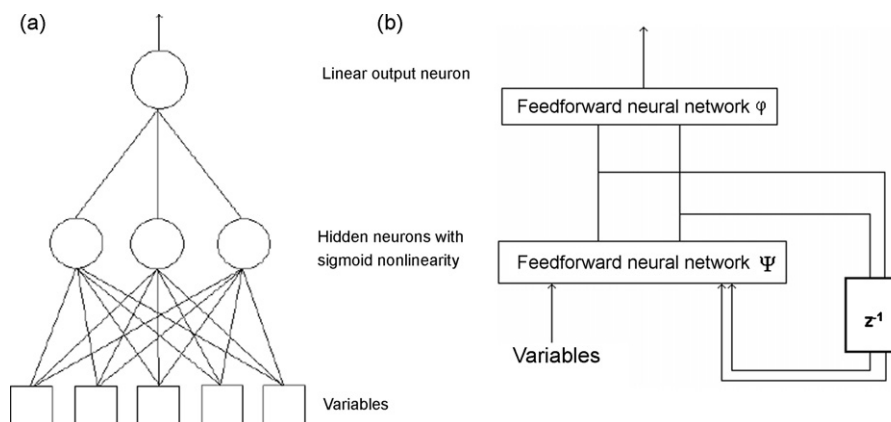 (a)
Linear output neuron
Hidden neurons with
sigmoid nonlinearity
Variables
(b)
Feedforward neural network φ
Feedforward neural network Ψ
z⁻¹
Variables